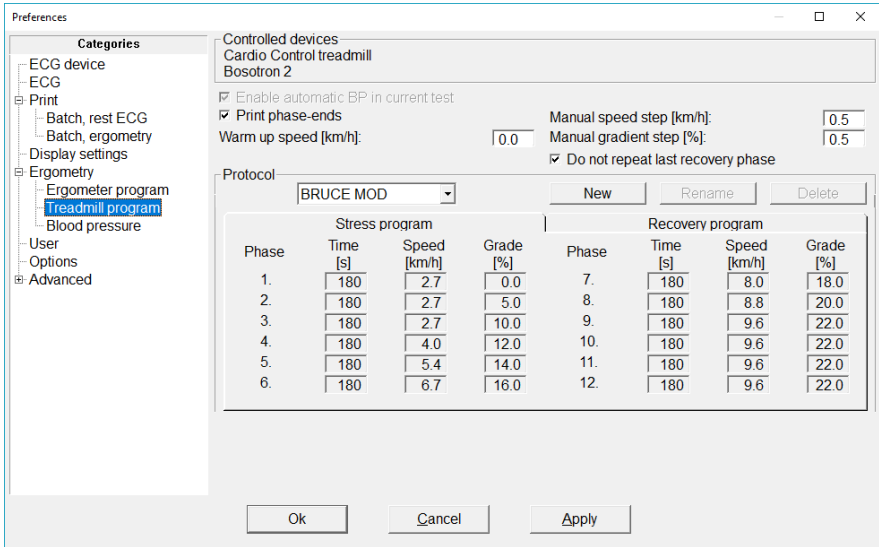 Preferences
Categories
ECG device
ECG
Print
Batch, rest ECG
Batch, ergometry
Display settings
Ergometry
Ergometer program
Treadmill program
Blood pressure
User
Options
Advanced
Controlled devices
Cardio Control treadmill
Bosotron 2
Enable automatic BP in current test
Print phase-ends
Warm up speed [km/h]: 0.0
Manual speed step [km/h]: 0.5
Manual gradient step [%]: 0.5
Do not repeat last recovery phase
Protocol
BRUCE MOD
New Rename Delete
Stress program Recovery program
Phase Time [s] Speed [km/h] Grade [%] Phase Time [s] Speed [km/h] Grade [%]
1. 180 2.7 0.0 7. 180 8.0 18.0
2. 180 2.7 5.0 8. 180 8.8 20.0
3. 180 2.7 10.0 9. 180 9.6 22.0
4. 180 4.0 12.0 10. 180 9.6 22.0
5. 180 5.4 14.0 11. 180 9.6 22.0
6. 180 6.7 16.0 12. 180 9.6 22.0
Ok Cancel Apply